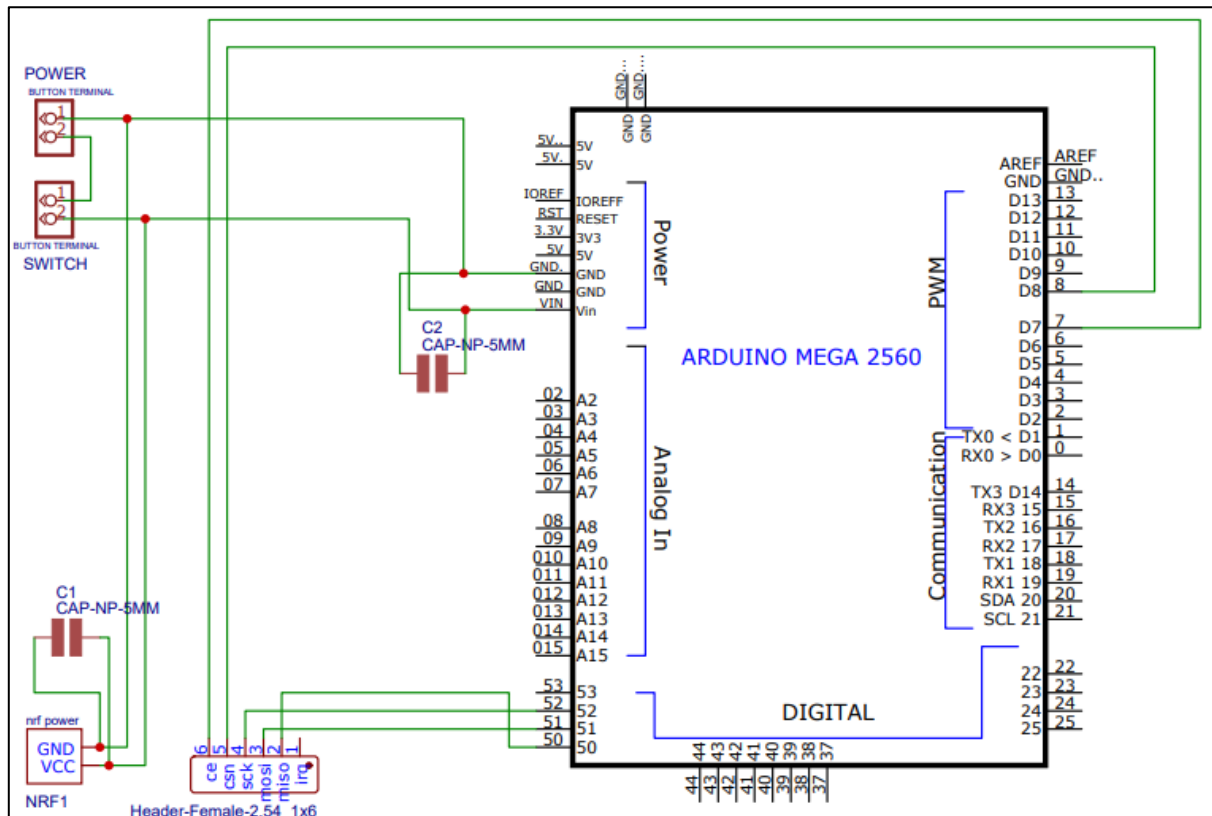 POWER
BUTTON TERMINAL
1
2
1
2
BUTTON TERMINAL
SWITCH
C2
CAP-NP-5MM
C1
CAP-NP-5MM
nrf power
GND
VCC
NRF1
6 5 4 3 2 1
ce csn sck mosi miso irq
Header-Female-2.54_1x6
GND... GND....
GND GND
5V.. 5V
5V. 5V
IOREF IOREFF
RST RESET
3.3V 3V3
5V 5V
GND. GND
GND GND
VIN Vin
Power
02 A2
03 A3
04 A4
05 A5
06 A6
07 A7
08 A8
09 A9
010 A10
011 A11
012 A12
013 A13
014 A14
015 A15
Analog In
53 53
52 52
51 51
50 50
ARDUINO MEGA 2560
AREF AREF
GND GND..
D13 13
D12 12
D11 11
D10 10
D9 9
D8 8
D7 7
D6 6
D5 5
D4 4
D3 3
D2 2
PWM
TX0 < D1 1
RX0 > D0 0
TX3 D14 14
RX3 15 15
TX2 16 16
RX2 17 17
TX1 18 18
RX1 19 19
SDA 20 20
SCL 21 21
Communication
22 22
23 23
24 24
25 25
DIGITAL
44 43 42 41 40 39 38 37
44 43 42 41 40 39 38 37